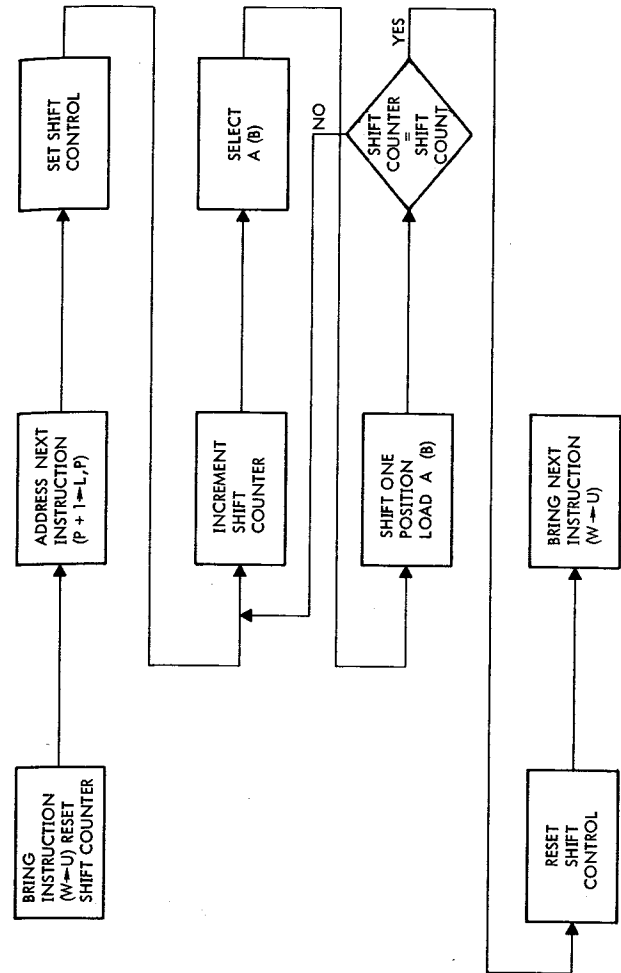 BRING
INSTRUCTION
(W→U) RESET
SHIFT COUNTER
ADDRESS NEXT
INSTRUCTION
(P + 1→L,P)
SET SHIFT
CONTROL
INCREMENT
SHIFT
COUNTER
SELECT
A (B)
NO
SHIFT ONE
POSITION
LOAD A (B)
SHIFT
COUNTER
=
SHIFT
COUNT
YES
RESET
SHIFT
CONTROL
BRING NEXT
INSTRUCTION
(W→U)